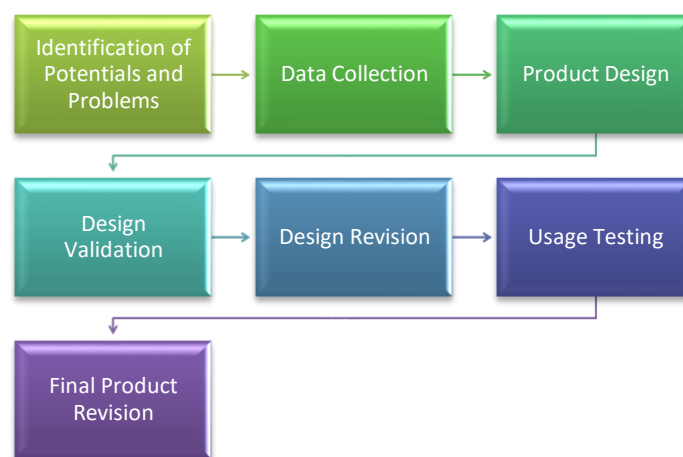 Identification of
Potentials and
Problems
Data Collection
Product Design
Design
Validation
Design Revision
Usage Testing
Final Product
Revision